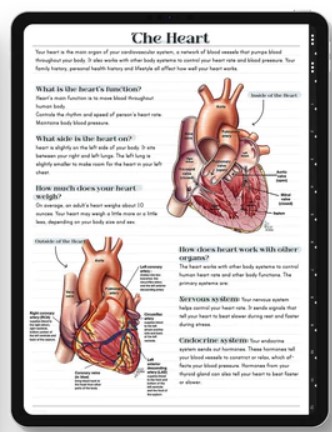 The Heart
Your heart is the main organ of your cardiovascular system, a network of blood vessels that pumps blood
throughout your body. It also works with other body systems to control your heart rate and blood pressure. Your
family history, personal health history and lifestyle all affect how well your heart works.
What is the heart's function?
Heart's main function is to move blood throughout
human body.
Controls the rhythm and speed of person's heart rate.
Maintains body blood pressure.
Inside of the Heart
Aorta
Aortic
valve
Mitral
valve
Septum
What side is the heart on?
heart is slightly on the left side of your body. It sits
between your right and left lungs. The left lung is
slightly smaller to make room for the heart in your left
chest.
How much does your heart
weigh?
On average, an adult's heart weighs about 10
ounces. Your heart may weigh a little more or a little
less, depending on your body size and sex
Outside of the Heart
Aorta
Left coronary
artery
Circumflex
artery
Right coronary
artery (RCA)
Left
anterior
descending
artery (LAD)
Coronary veins
How does heart work with other
organs?
The heart works with other body systems to control
human heart rate and other body functions. The
primary systems are:
Nervous system: Your nervous system
helps control your heart rate. It sends signals that
tell your heart to beat slower during rest and faster
during stress.
Endocrine system: Your endocrine
system sends out hormones. These hormones tell
your blood vessels to constrict or relax, which af-
fects your blood pressure. Hormones from your
thyroid gland can also tell your heart to beat faster
or slower.